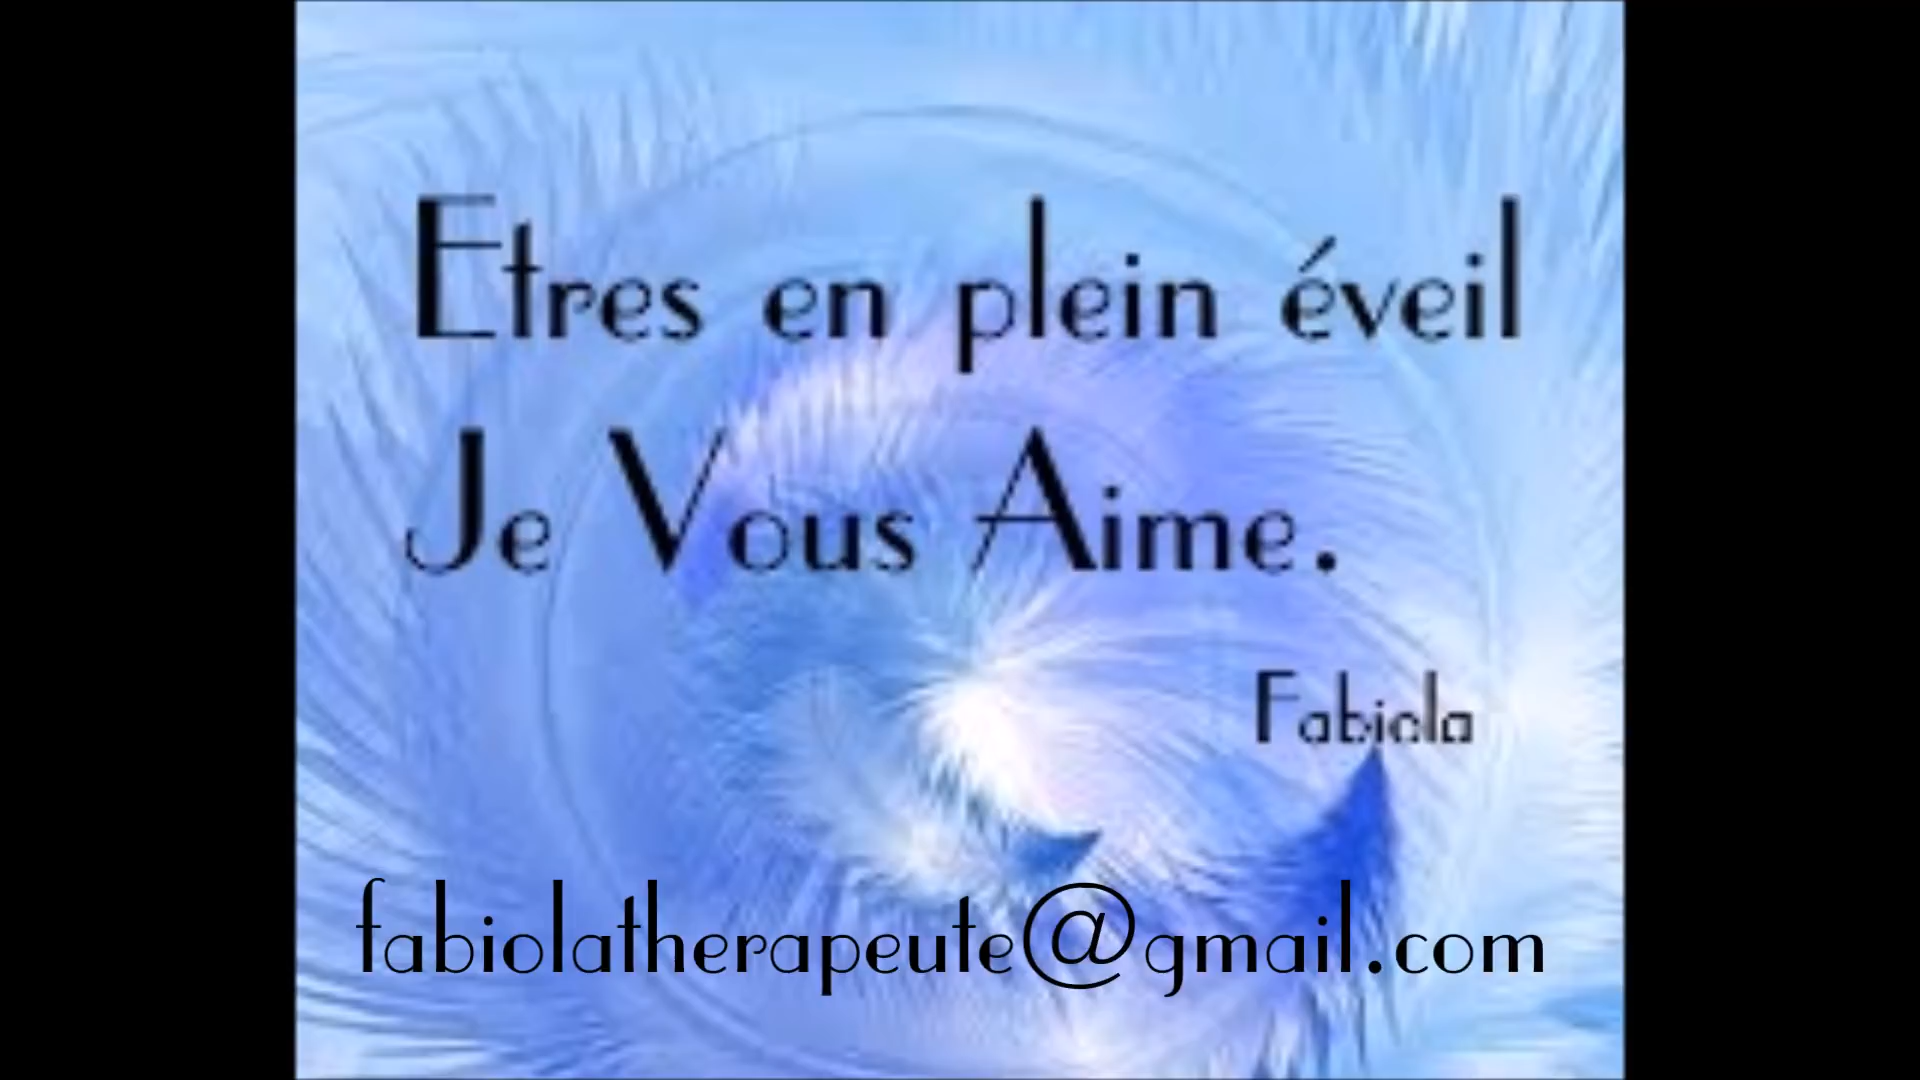 Etres en plein éveil
Je Vous Aime.
Fabiola
fabiolatherapeute@gmail.com